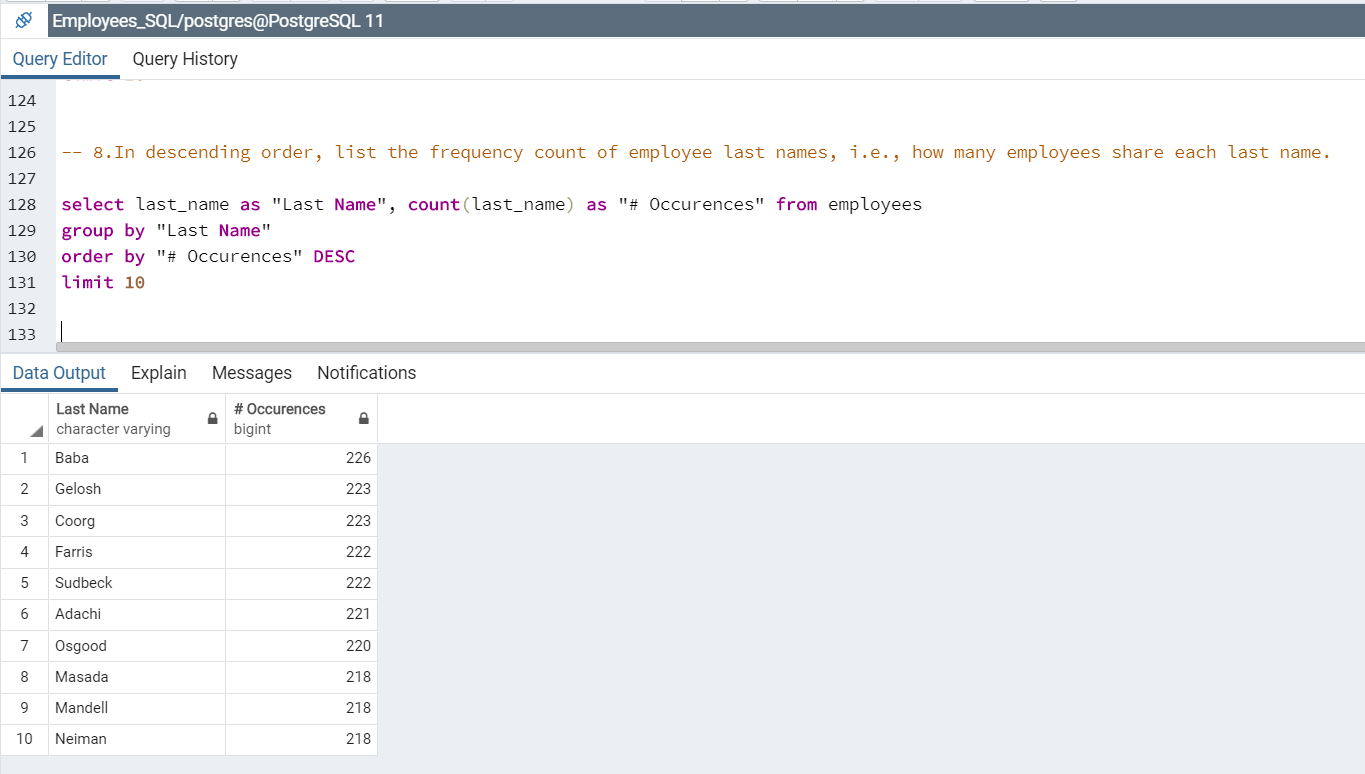 Employees_SQL/postgres@PostgreSQL 11
Query Editor Query History
124
125
126 -- 8.In descending order, list the frequency count of employee last names, i.e., how many employees share each last name.
127
128 select last_name as "Last Name", count(last_name) as "# Occurences" from employees
129 group by "Last Name"
130 order by "# Occurences" DESC
131 limit 10
132
133
Data Output Explain Messages Notifications
Last Name # Occurences
character varying bigint
1 Baba 226
2 Gelosh 223
3 Coorg 223
4 Farris 222
5 Sudbeck 222
6 Adachi 221
7 Osgood 220
8 Masada 218
9 Mandell 218
10 Neiman 218